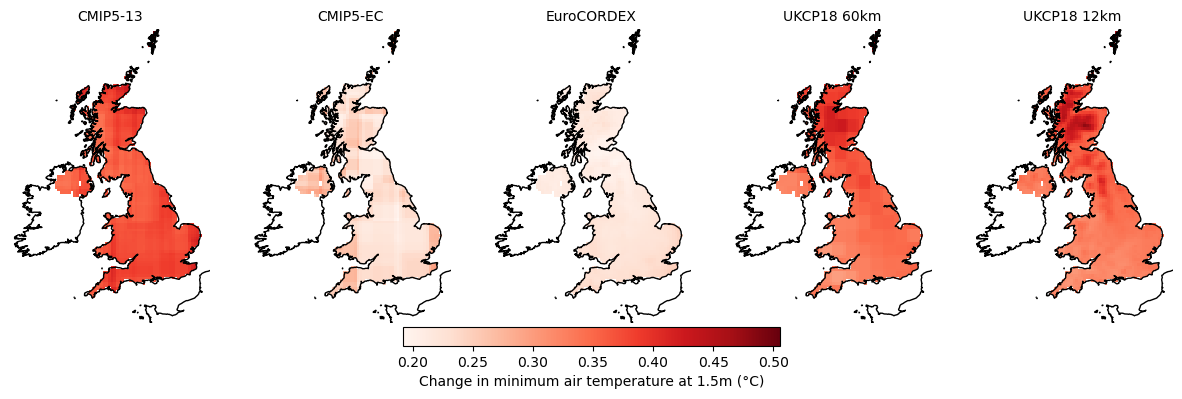 CMIP5-13 CMIP5-EC EuroCORDEX UKCP18 60km UKCP18 12km
0.20 0.25 0.30 0.35 0.40 0.45 0.50
Change in minimum air temperature at 1.5m (°C)